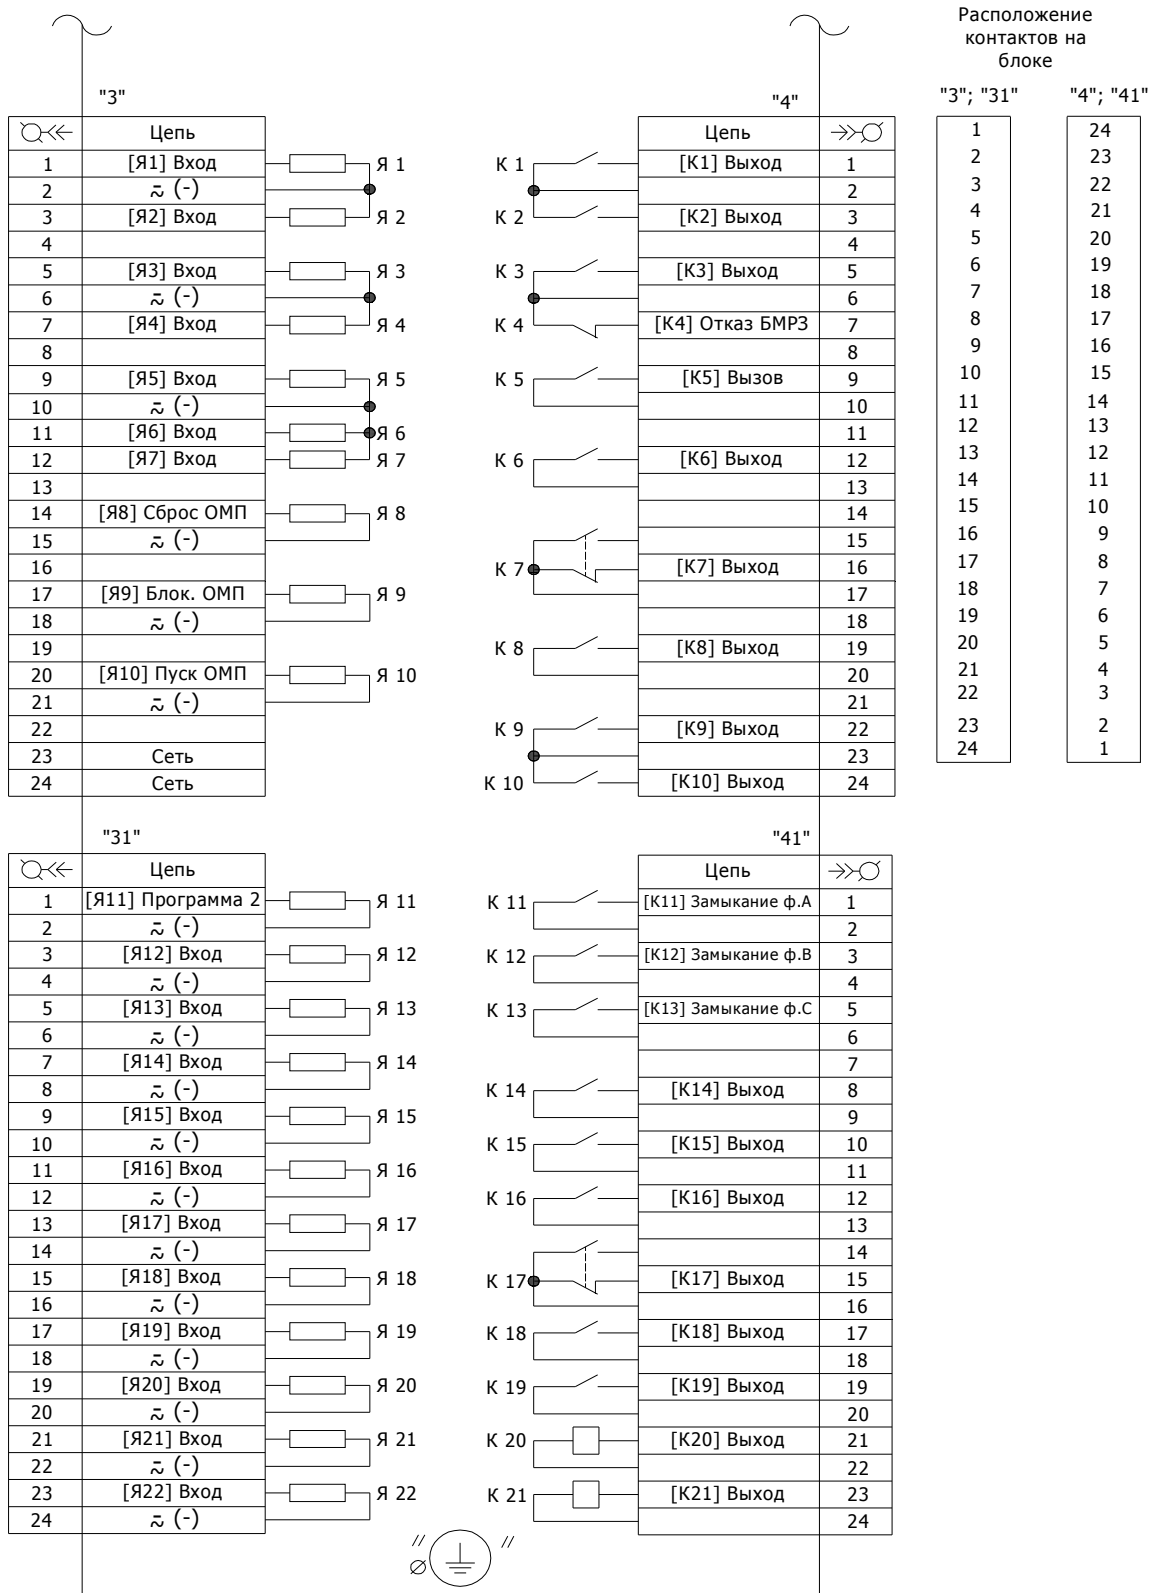 Расположение
контактов на
блоке
"3"
"4"
"3"; "31"
"4"; "41"
Цепь
1 [Я1] Вход Я 1
2 ≂ (-)
3 [Я2] Вход Я 2
4
5 [Я3] Вход Я 3
6 ≂ (-)
7 [Я4] Вход Я 4
8
9 [Я5] Вход Я 5
10 ≂ (-)
11 [Я6] Вход Я 6
12 [Я7] Вход Я 7
13
14 [Я8] Сброс ОМП Я 8
15 ≂ (-)
16
17 [Я9] Блок. ОМП Я 9
18 ≂ (-)
19
20 [Я10] Пуск ОМП Я 10
21 ≂ (-)
22
23 Сеть
24 Сеть
Цепь
К 1 [К1] Выход 1
2
К 2 [К2] Выход 3
4
К 3 [К3] Выход 5
6
К 4 [К4] Отказ БМРЗ 7
8
К 5 [К5] Вызов 9
10
11
К 6 [К6] Выход 12
13
14
15
К 7 [К7] Выход 16
17
18
К 8 [К8] Выход 19
20
21
К 9 [К9] Выход 22
23
К 10 [К10] Выход 24
1 24
2 23
3 22
4 21
5 20
6 19
7 18
8 17
9 16
10 15
11 14
12 13
13 12
14 11
15 10
16 9
17 8
18 7
19 6
20 5
21 4
22 3
23 2
24 1
"31"
Цепь
1 [Я11] Программа 2 Я 11
2 ≂ (-)
3 [Я12] Вход Я 12
4 ≂ (-)
5 [Я13] Вход Я 13
6 ≂ (-)
7 [Я14] Вход Я 14
8 ≂ (-)
9 [Я15] Вход Я 15
10 ≂ (-)
11 [Я16] Вход Я 16
12 ≂ (-)
13 [Я17] Вход Я 17
14 ≂ (-)
15 [Я18] Вход Я 18
16 ≂ (-)
17 [Я19] Вход Я 19
18 ≂ (-)
19 [Я20] Вход Я 20
20 ≂ (-)
21 [Я21] Вход Я 21
22 ≂ (-)
23 [Я22] Вход Я 22
24 ≂ (-)
"41"
Цепь
К 11 [К11] Замыкание ф.А 1
2
К 12 [К12] Замыкание ф.В 3
4
К 13 [К13] Замыкание ф.С 5
6
7
К 14 [К14] Выход 8
9
К 15 [К15] Выход 10
11
К 16 [К16] Выход 12
13
14
К 17 [К17] Выход 15
16
К 18 [К18] Выход 17
18
К 19 [К19] Выход 19
20
К 20 [К20] Выход 21
22
К 21 [К21] Выход 23
24